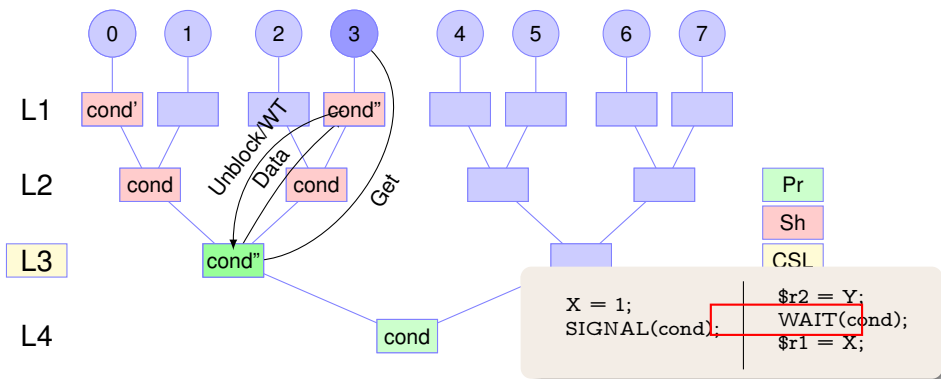 0 1 2 3 4 5 6 7
L1 cond' cond”
Unblock/WT
Data
Get
L2 cond cond Pr
Sh
L3 cond” CSL
L4 cond
X = 1;
SIGNAL(cond);
$r2 = Y;
WAIT(cond);
$r1 = X;